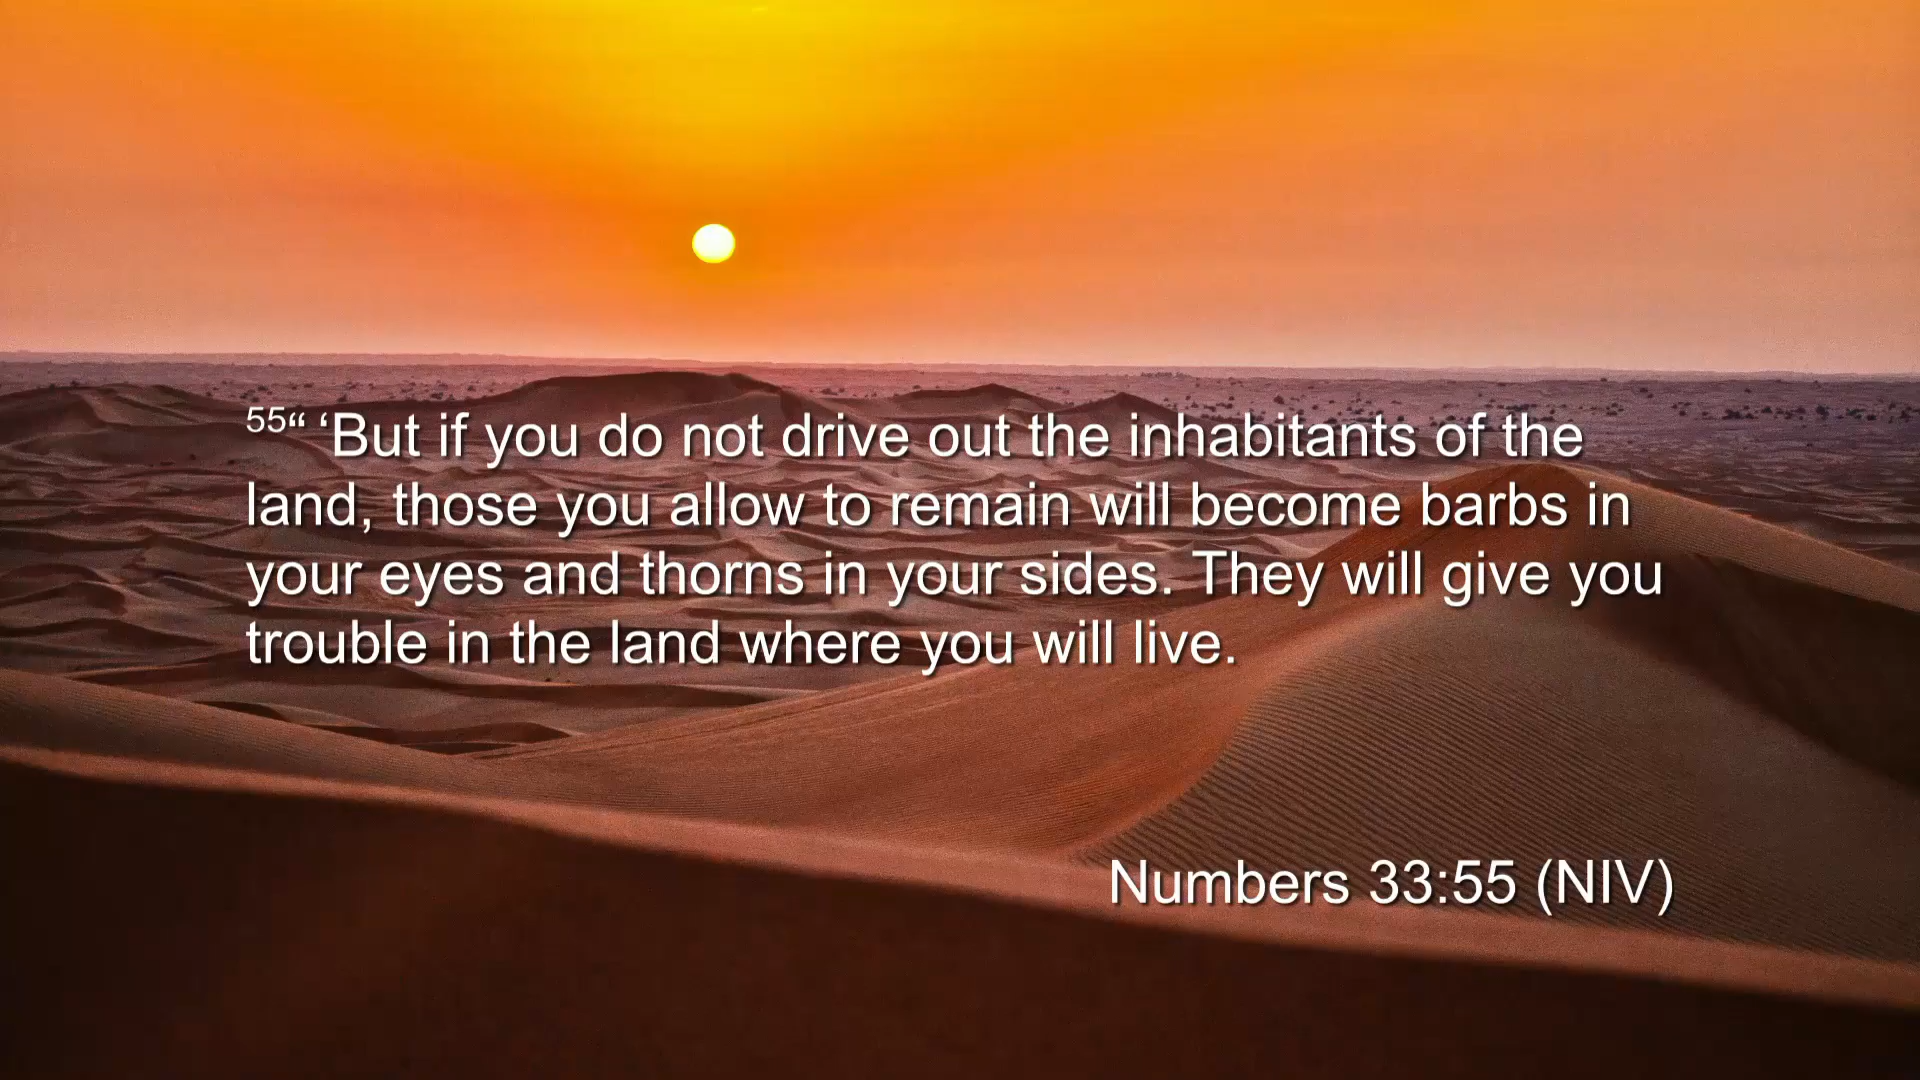 55“ ‘But if you do not drive out the inhabitants of the
land, those you allow to remain will become barbs in
your eyes and thorns in your sides. They will give you
trouble in the land where you will live.
Numbers 33:55 (NIV)